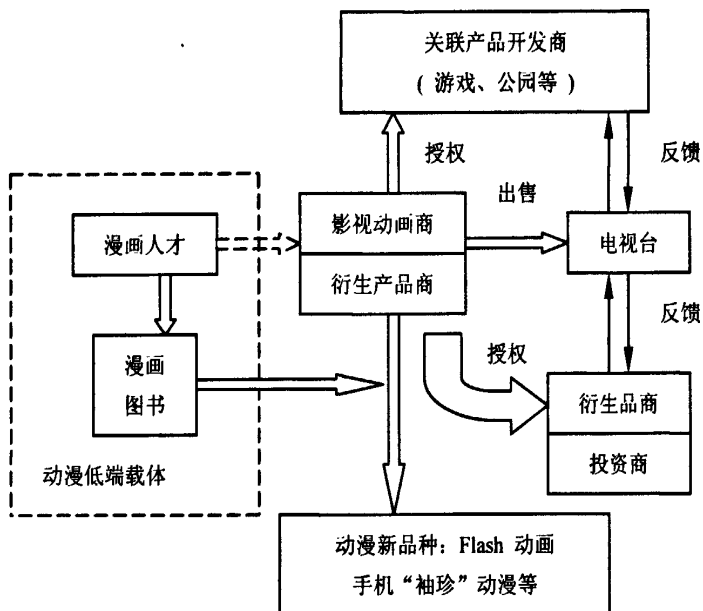 关联产品开发商
( 游戏、公园等 )
授权
反馈
出售
漫画人才
影视动画商
电视台
衍生产品商
反馈
漫画
图书
授权
衍生品商
投资商
动漫低端载体
动漫新品种：Flash 动画
手机“袖珍”动漫等